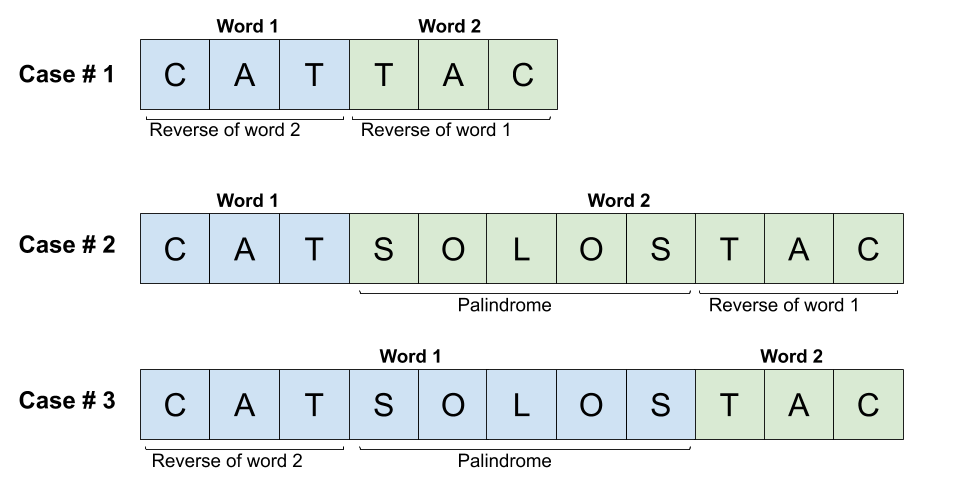 Word 1 Word 2
Case # 1 C A T T A C
Reverse of word 2 Reverse of word 1
Word 1 Word 2
Case # 2 C A T S O L O S T A C
Palindrome Reverse of word 1
Word 1 Word 2
Case # 3 C A T S O L O S T A C
Reverse of word 2 Palindrome